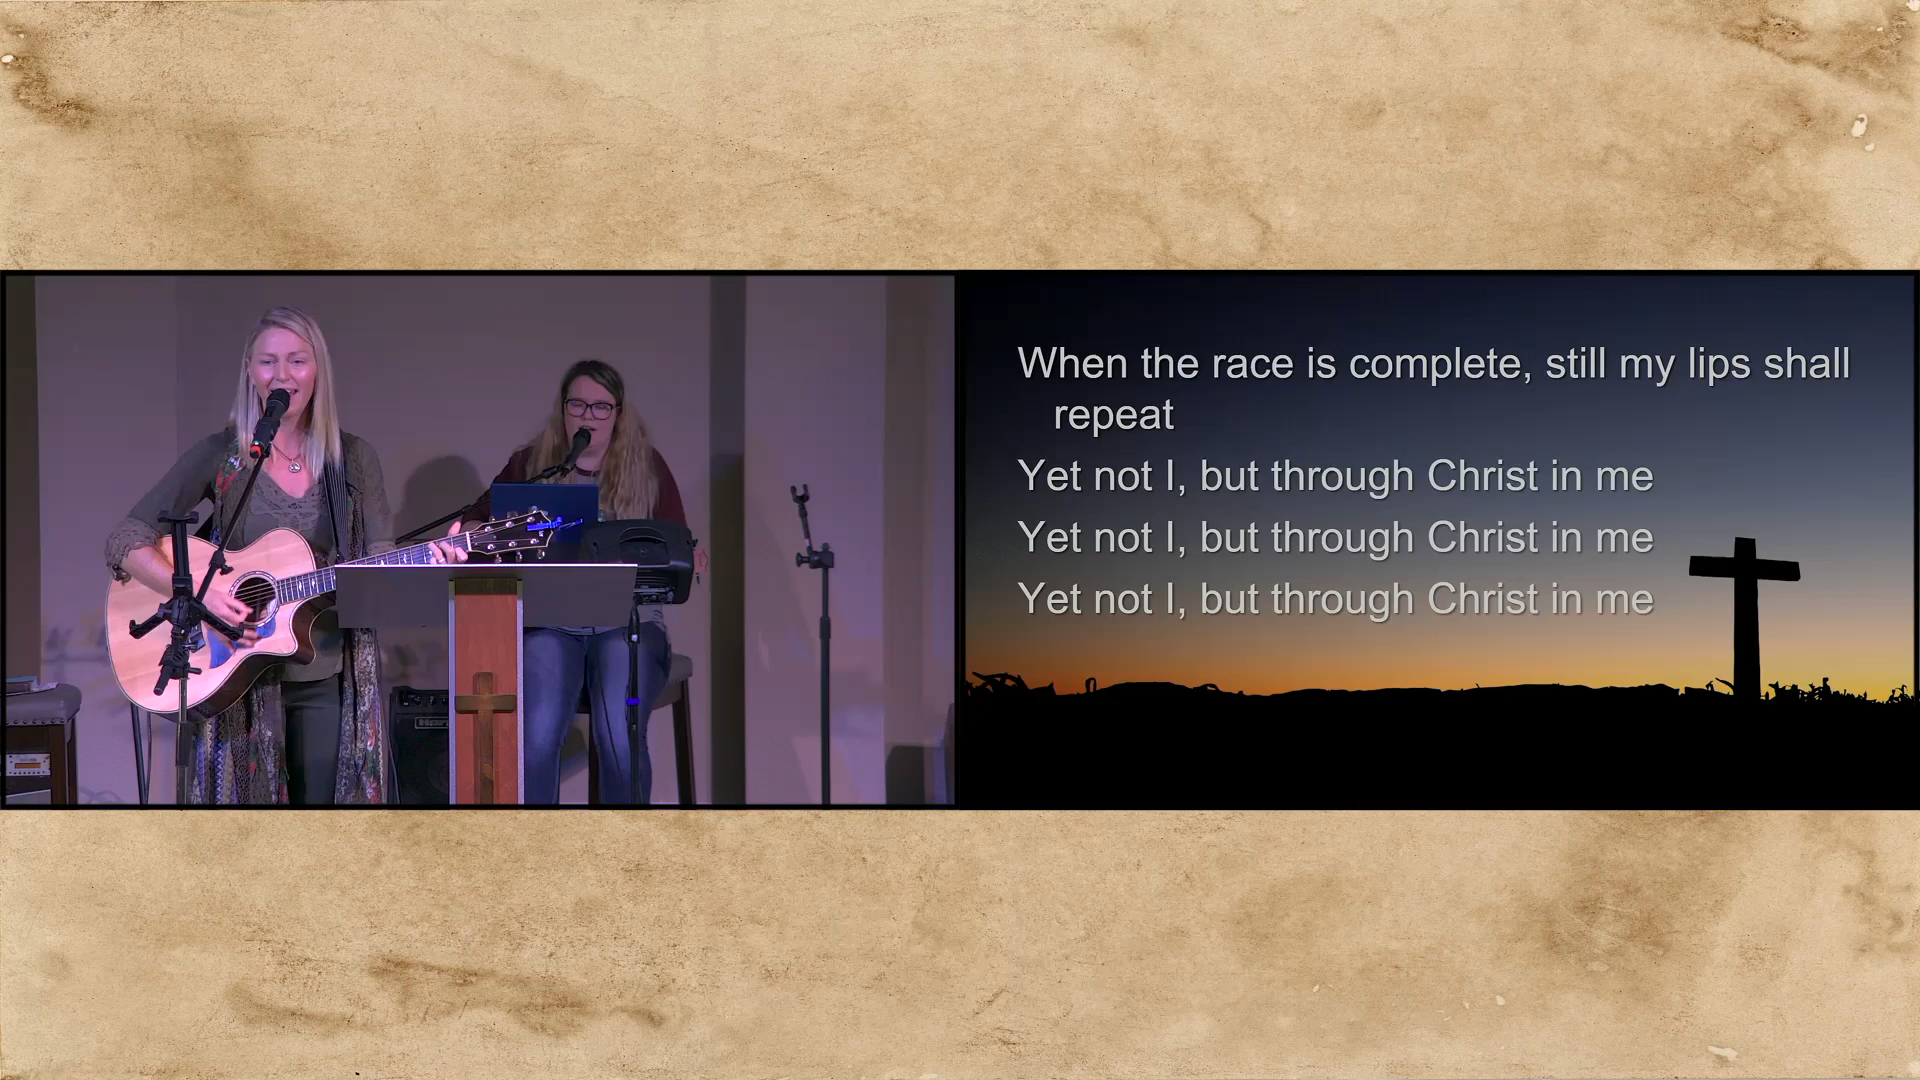 When the race is complete, still my lips shall
repeat
Yet not I, but through Christ in me
Yet not I, but through Christ in me
Yet not I, but through Christ in me